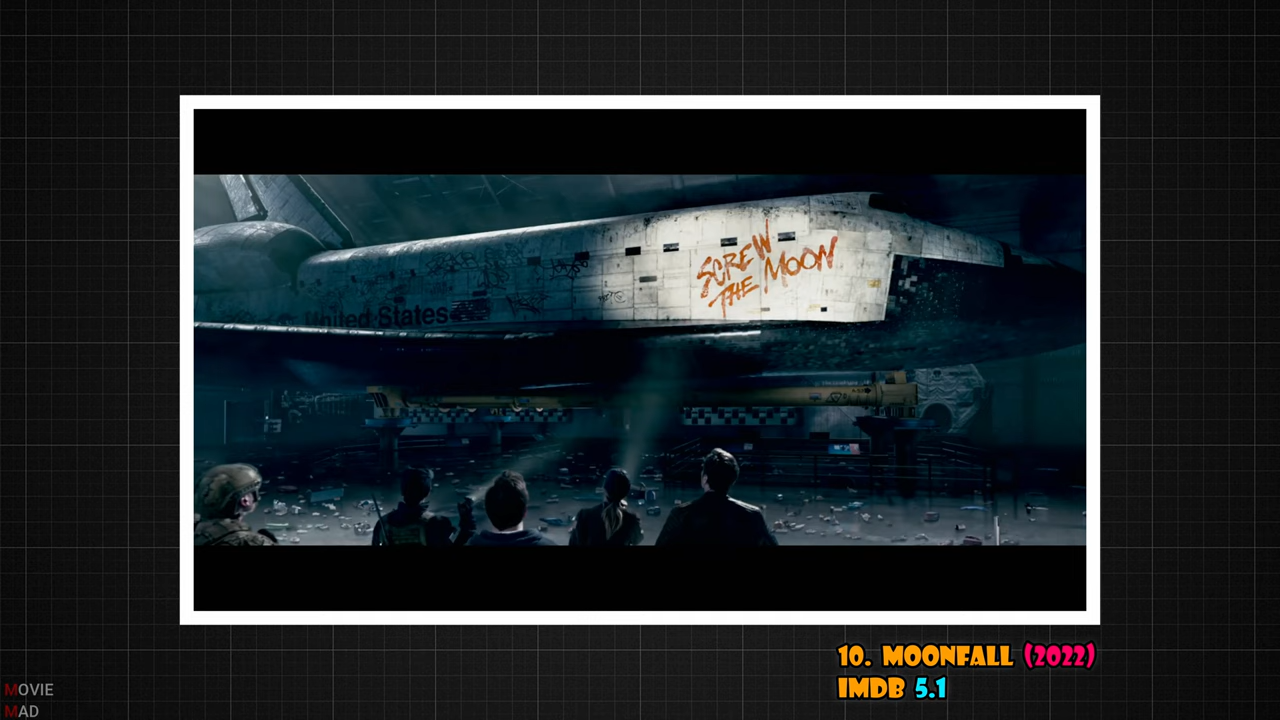 SCREW
THE MOON
United States
10. MOONFALL (2022)
IMDB 5.1
MOVIE
MAD